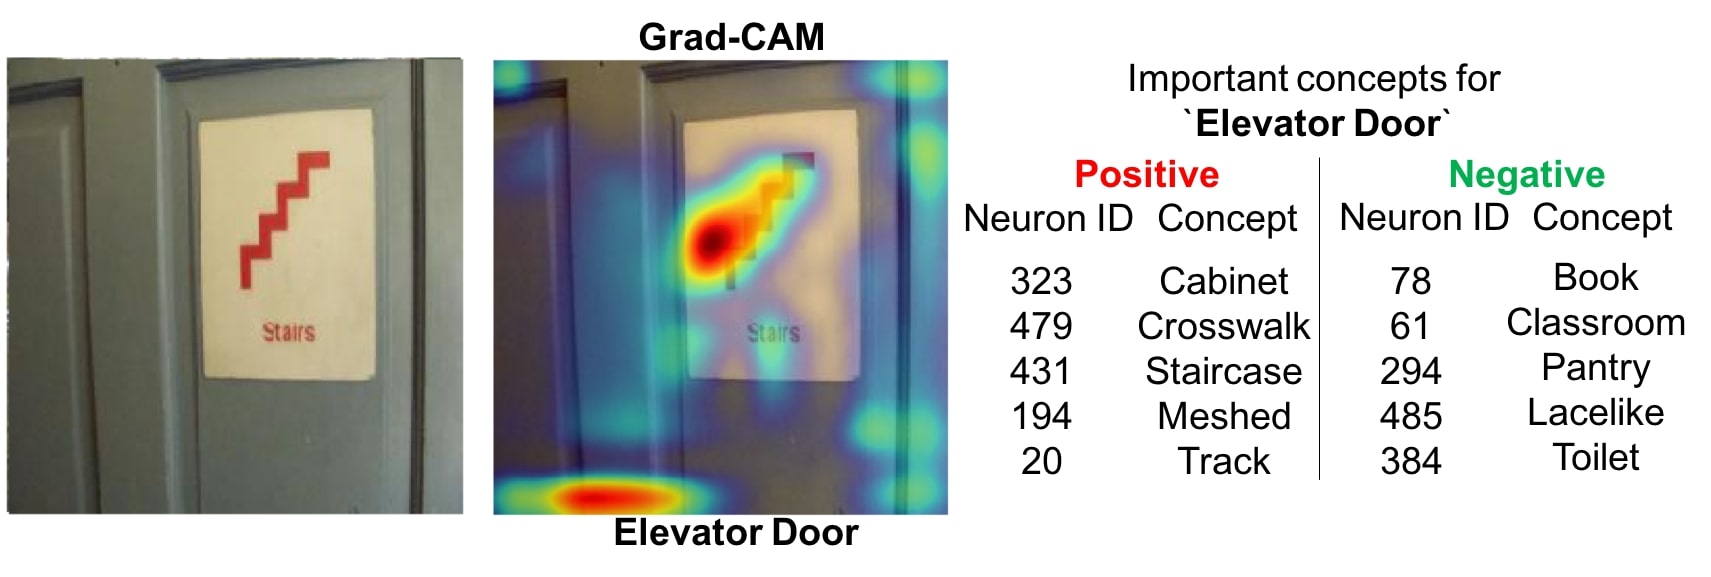 Stairs
Grad-CAM
Stairs
Elevator Door
Important concepts for
`Elevator Door`
Positive Negative
Neuron ID Concept Neuron ID Concept
323 Cabinet 78 Book
479 Crosswalk 61 Classroom
431 Staircase 294 Pantry
194 Meshed 485 Lacelike
20 Track 384 Toilet